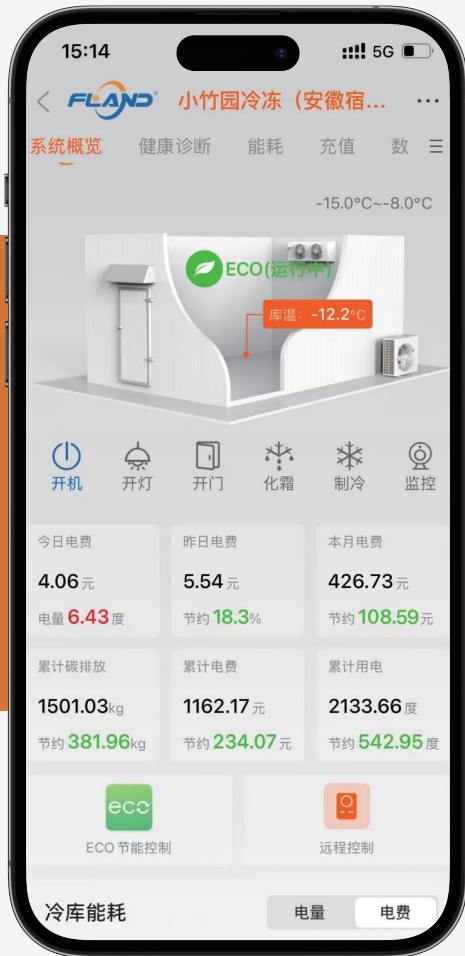 15:14 5G
FLAND 小竹园冷冻（安徽宿... ...
系统概览 健康诊断 能耗 充值 数
-15.0°C~-8.0°C
ECO(运行中)
库温: -12.2°C
开机 开灯 开门 化霜 制冷 监控
今日电费 昨日电费 本月电费
4.06元 5.54元 426.73元
电量 6.43度 节约 18.3% 节约 108.59元
累计碳排放 累计电费 累计用电
1501.03kg 1162.17元 2133.66度
节约 381.96kg 节约 234.07元 节约 542.95度
eco
ECO节能控制 远程控制
冷库能耗 电量 电费